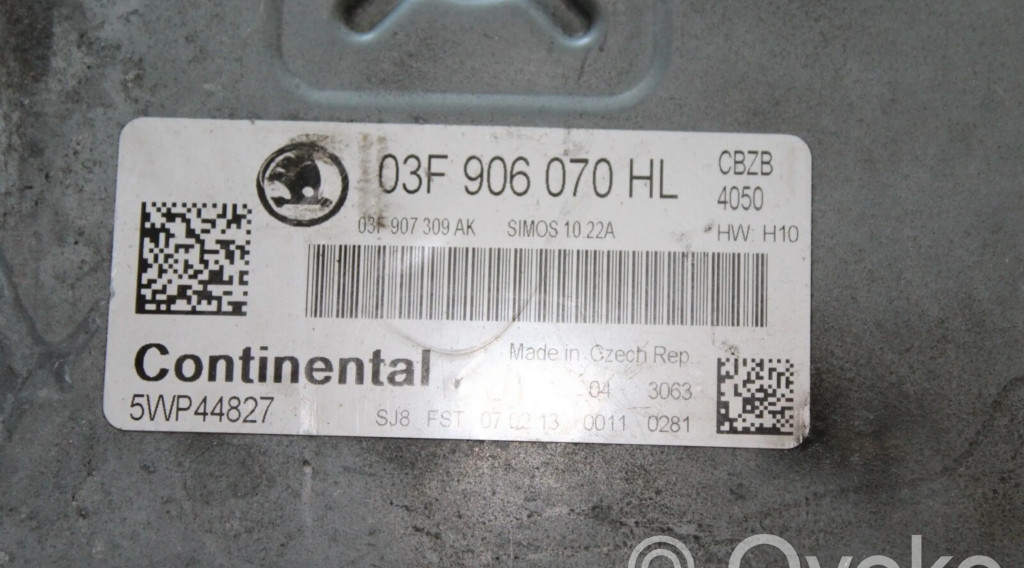 03F 906 070 HL
CBZB
4050
03F 907 309 AK SIMOS 10.22A
HW: H10
Continental
Made in Czech Rep.
5WP44827
04 3063
SJ8 FST 07 02 13 0011 0281